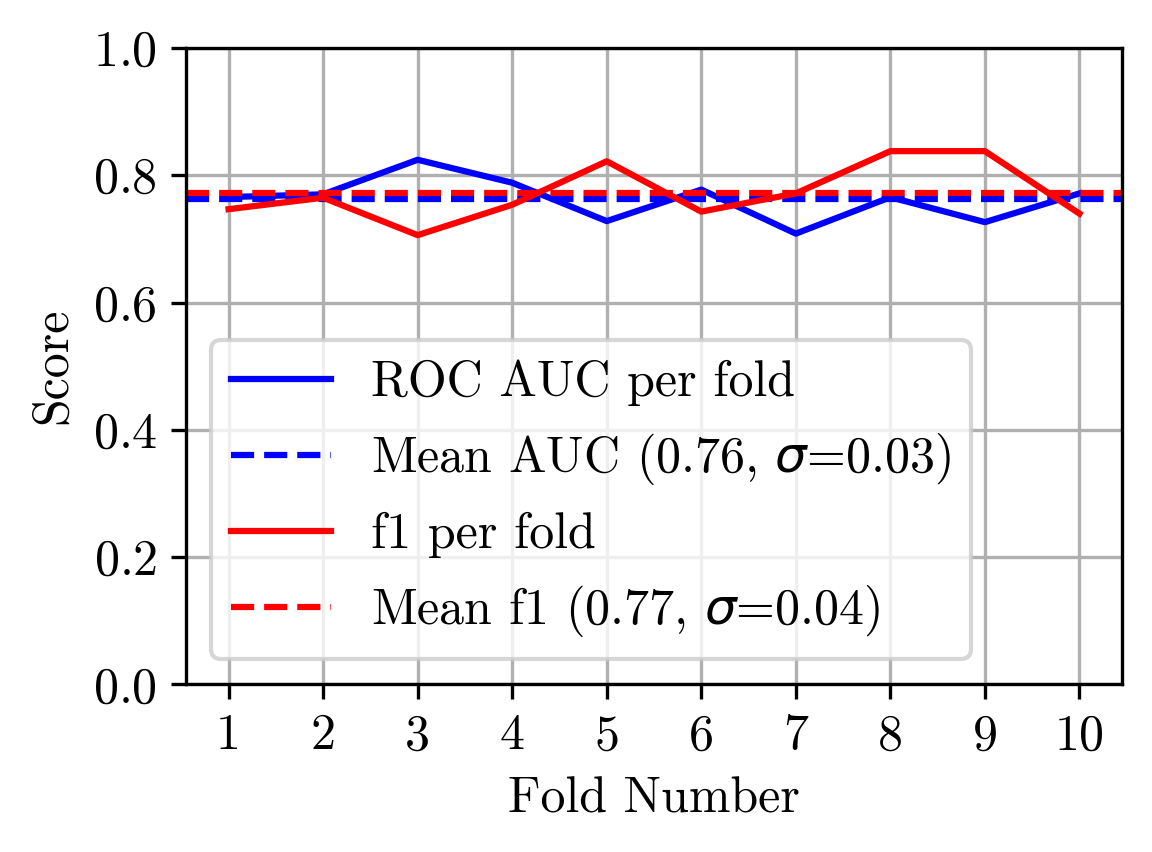 1.0
0.8
0.6
0.4
0.2
0.0
Score
ROC AUC per fold
Mean AUC (0.76, σ=0.03)
f1 per fold
Mean f1 (0.77, σ=0.04)
1 2 3 4 5 6 7 8 9 10
Fold Number